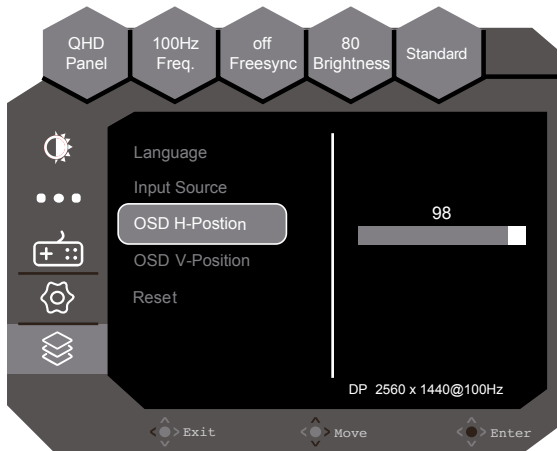 QHD
Panel
100Hz
Freq.
off
Freesync
80
Brightness
Standard
Language
Input Source
OSD H-Postion
OSD V-Position
Reset
98
DP 2560 x 1440@100Hz
Exit
Move
Enter